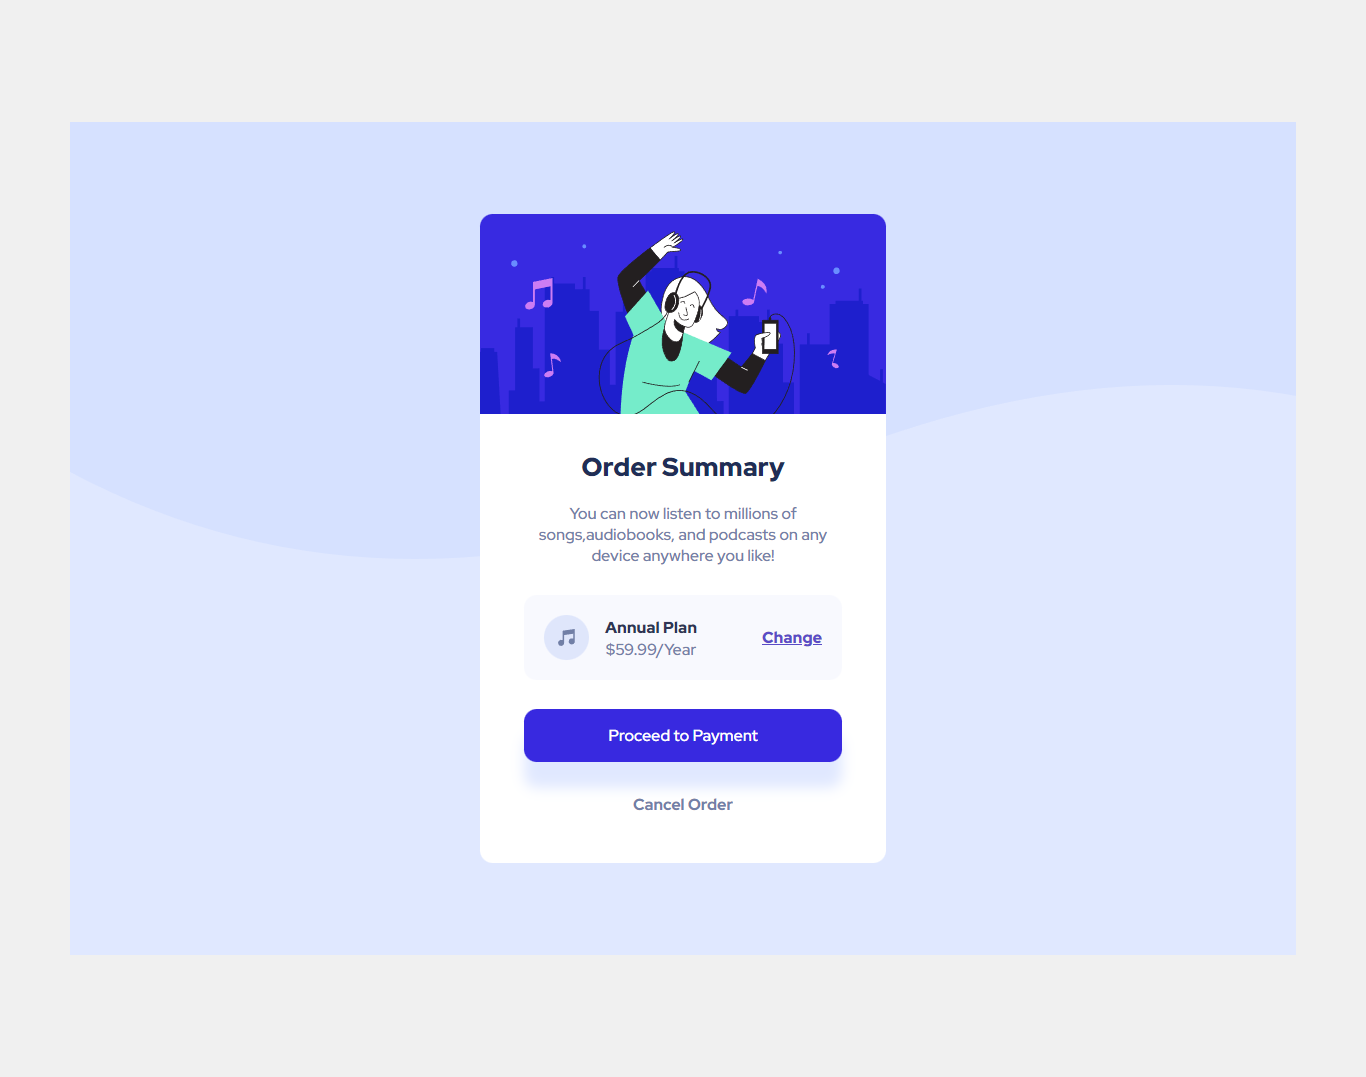 Order Summary
You can now listen to millions of
songs,audiobooks, and podcasts on any
device anywhere you like!
Annual Plan
$59.99/Year
Change
Proceed to Payment
Cancel Order